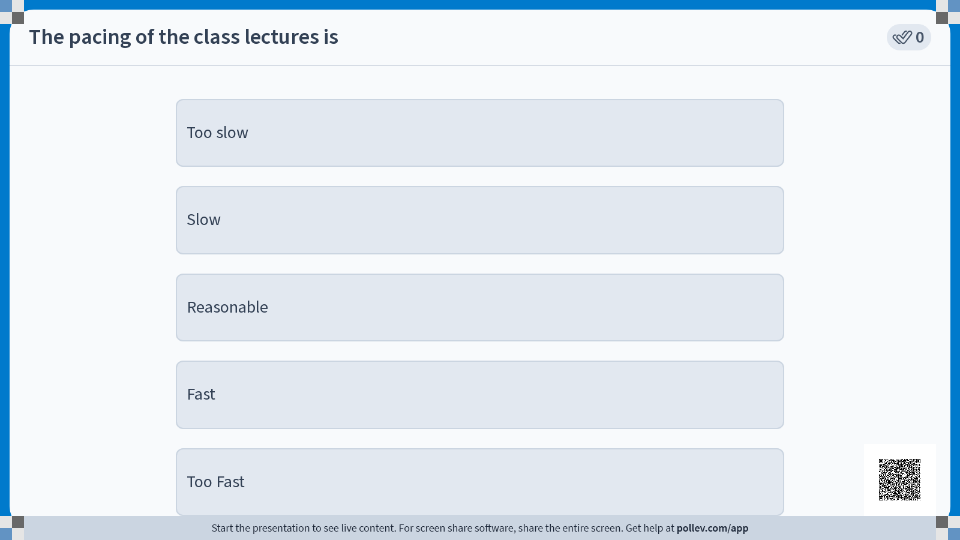 The pacing of the class lectures is
0
Too slow
Slow
Reasonable
Fast
Too Fast
Start the presentation to see live content. For screen share software, share the entire screen. Get help at pollev.com/app